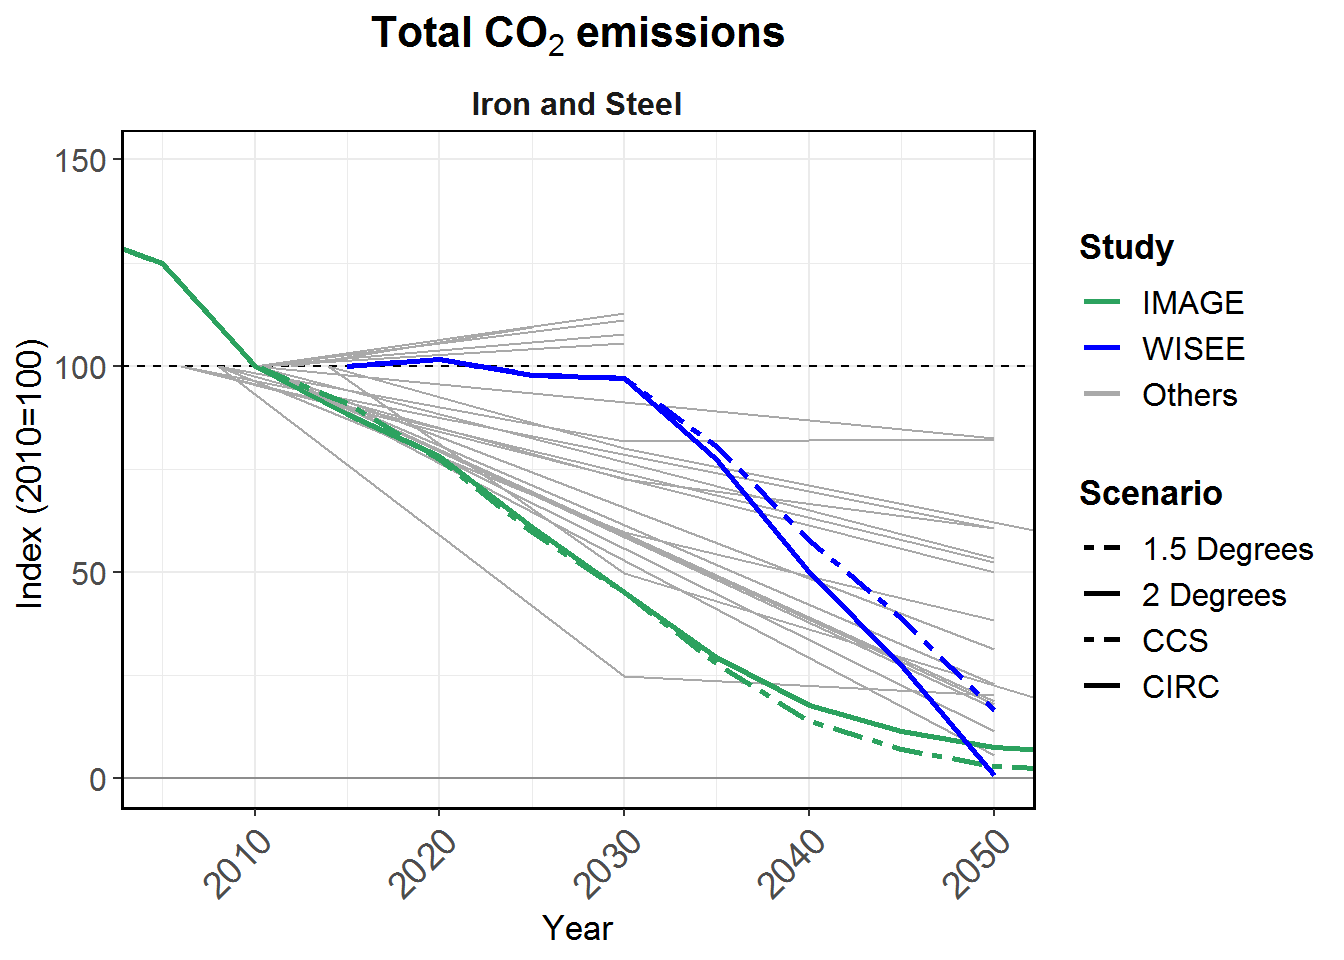 Total CO₂ emissions
Iron and Steel
150
100
50
0
Index (2010=100)
2010
2020
2030
2040
2050
Year
Study
IMAGE
WISEE
Others
Scenario
1.5 Degrees
2 Degrees
CCS
CIRC